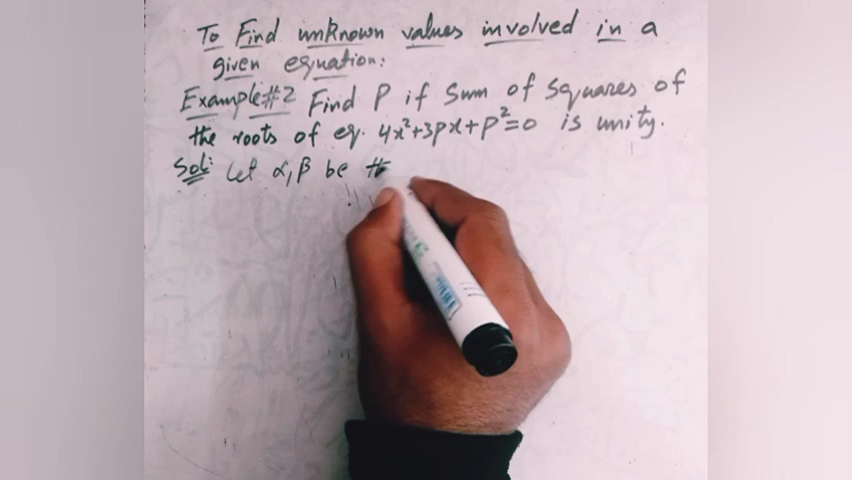 To Find unknown values involved in a
given equation:
Example#2 Find P if Sum of Squares of
the roots of eq. 4x²+3px+p²=0 is unity.
Sol: Let α, β be th